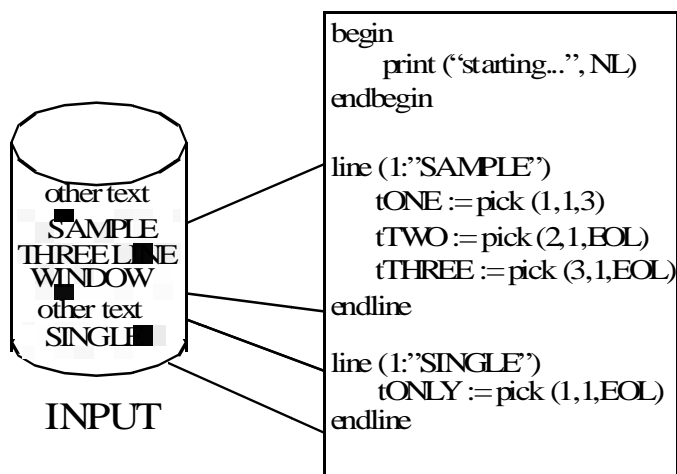 other text
SAMPLE
THREE LINE
WINDOW
other text
SINGLE
INPUT
begin
print (“starting...”, NL)
endbegin
line (1:”SAMPLE”)
tONE := pick (1,1,3)
tTWO := pick (2,1,EOL)
tTHREE := pick (3,1,EOL)
endline
line (1:”SINGLE”)
tONLY := pick (1,1,EOL)
endline